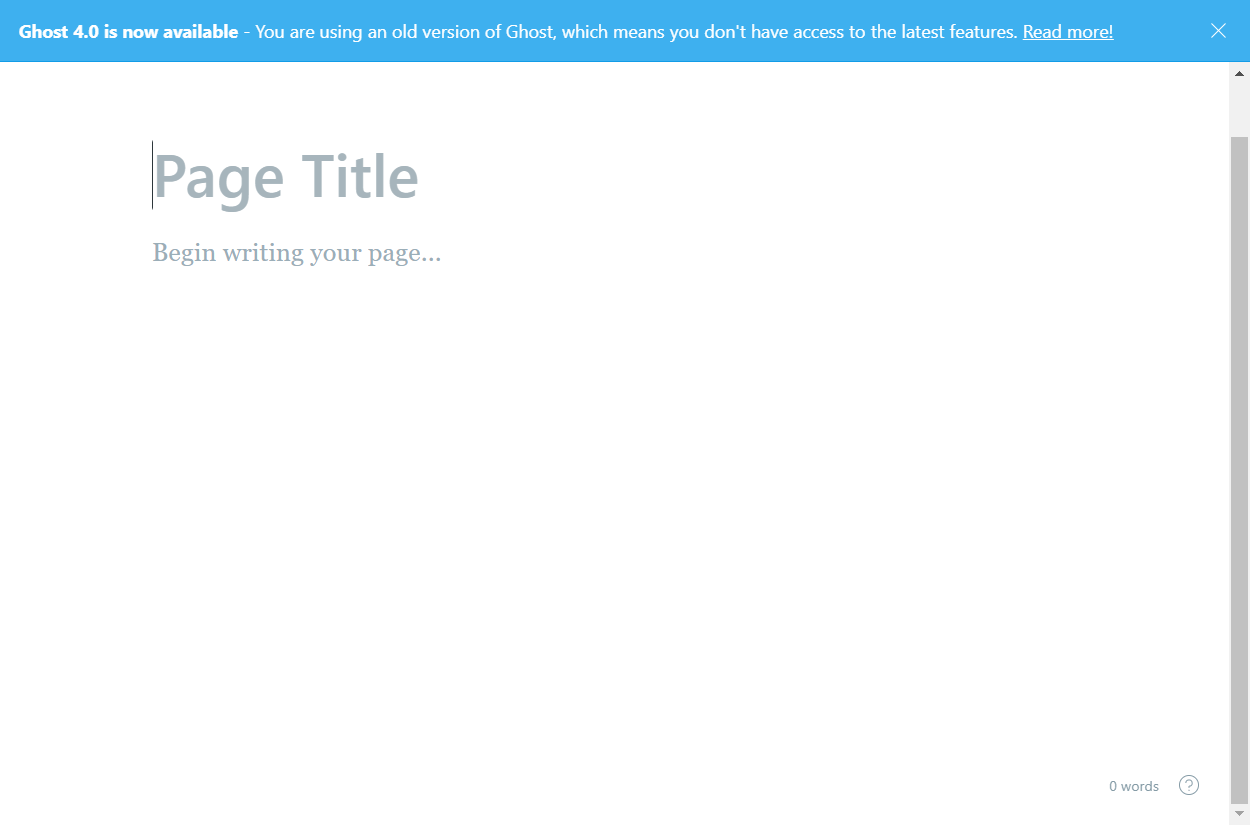 Ghost 4.0 is now available - You are using an old version of Ghost, which means you don't have access to the latest features. Read more!
Page Title
Begin writing your page...
0 words
?